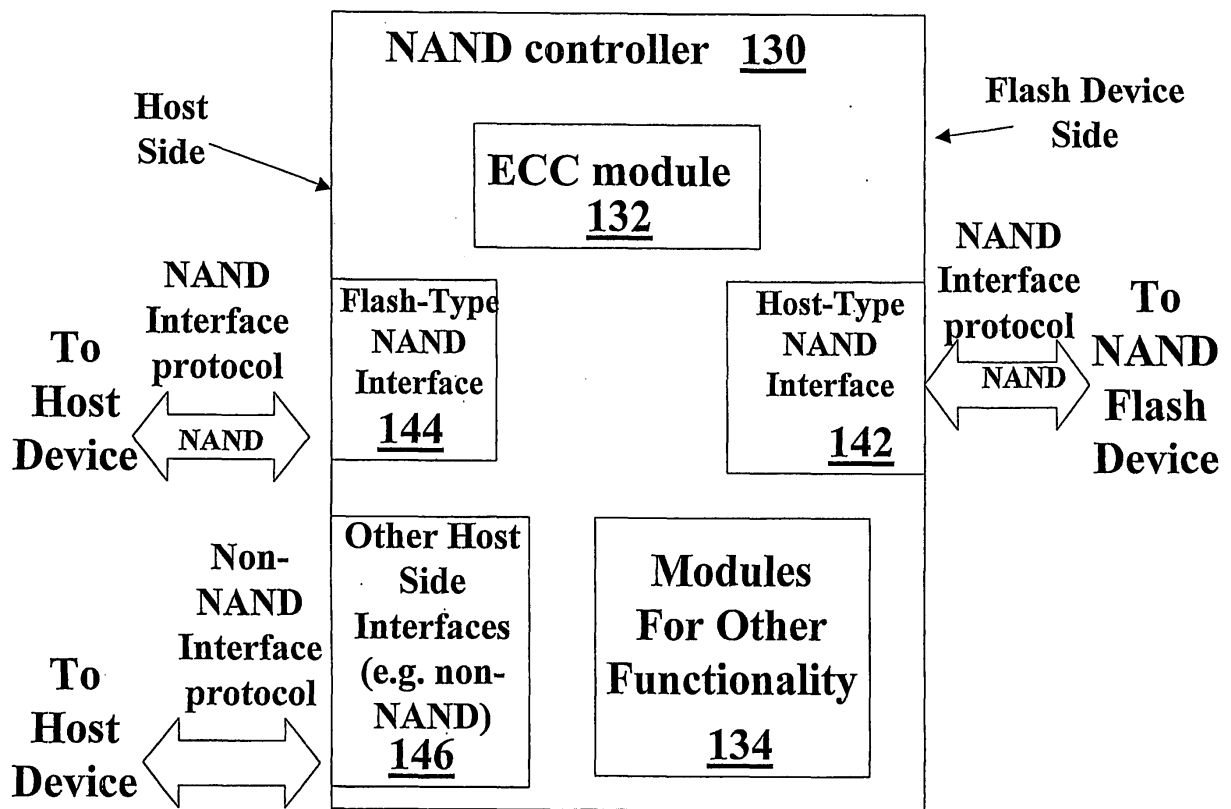 NAND controller 130
Host
Side
Flash Device
Side
ECC module
132
NAND
Interface
protocol
To
Host
Device
NAND
Flash-Type
NAND
Interface
144
Host-Type
NAND
Interface
142
NAND
Interface
protocol
NAND
To
NAND
Flash
Device
Non-
NAND
Interface
protocol
To
Host
Device
Other Host
Side
Interfaces
(e.g. non-
NAND)
146
Modules
For Other
Functionality
134